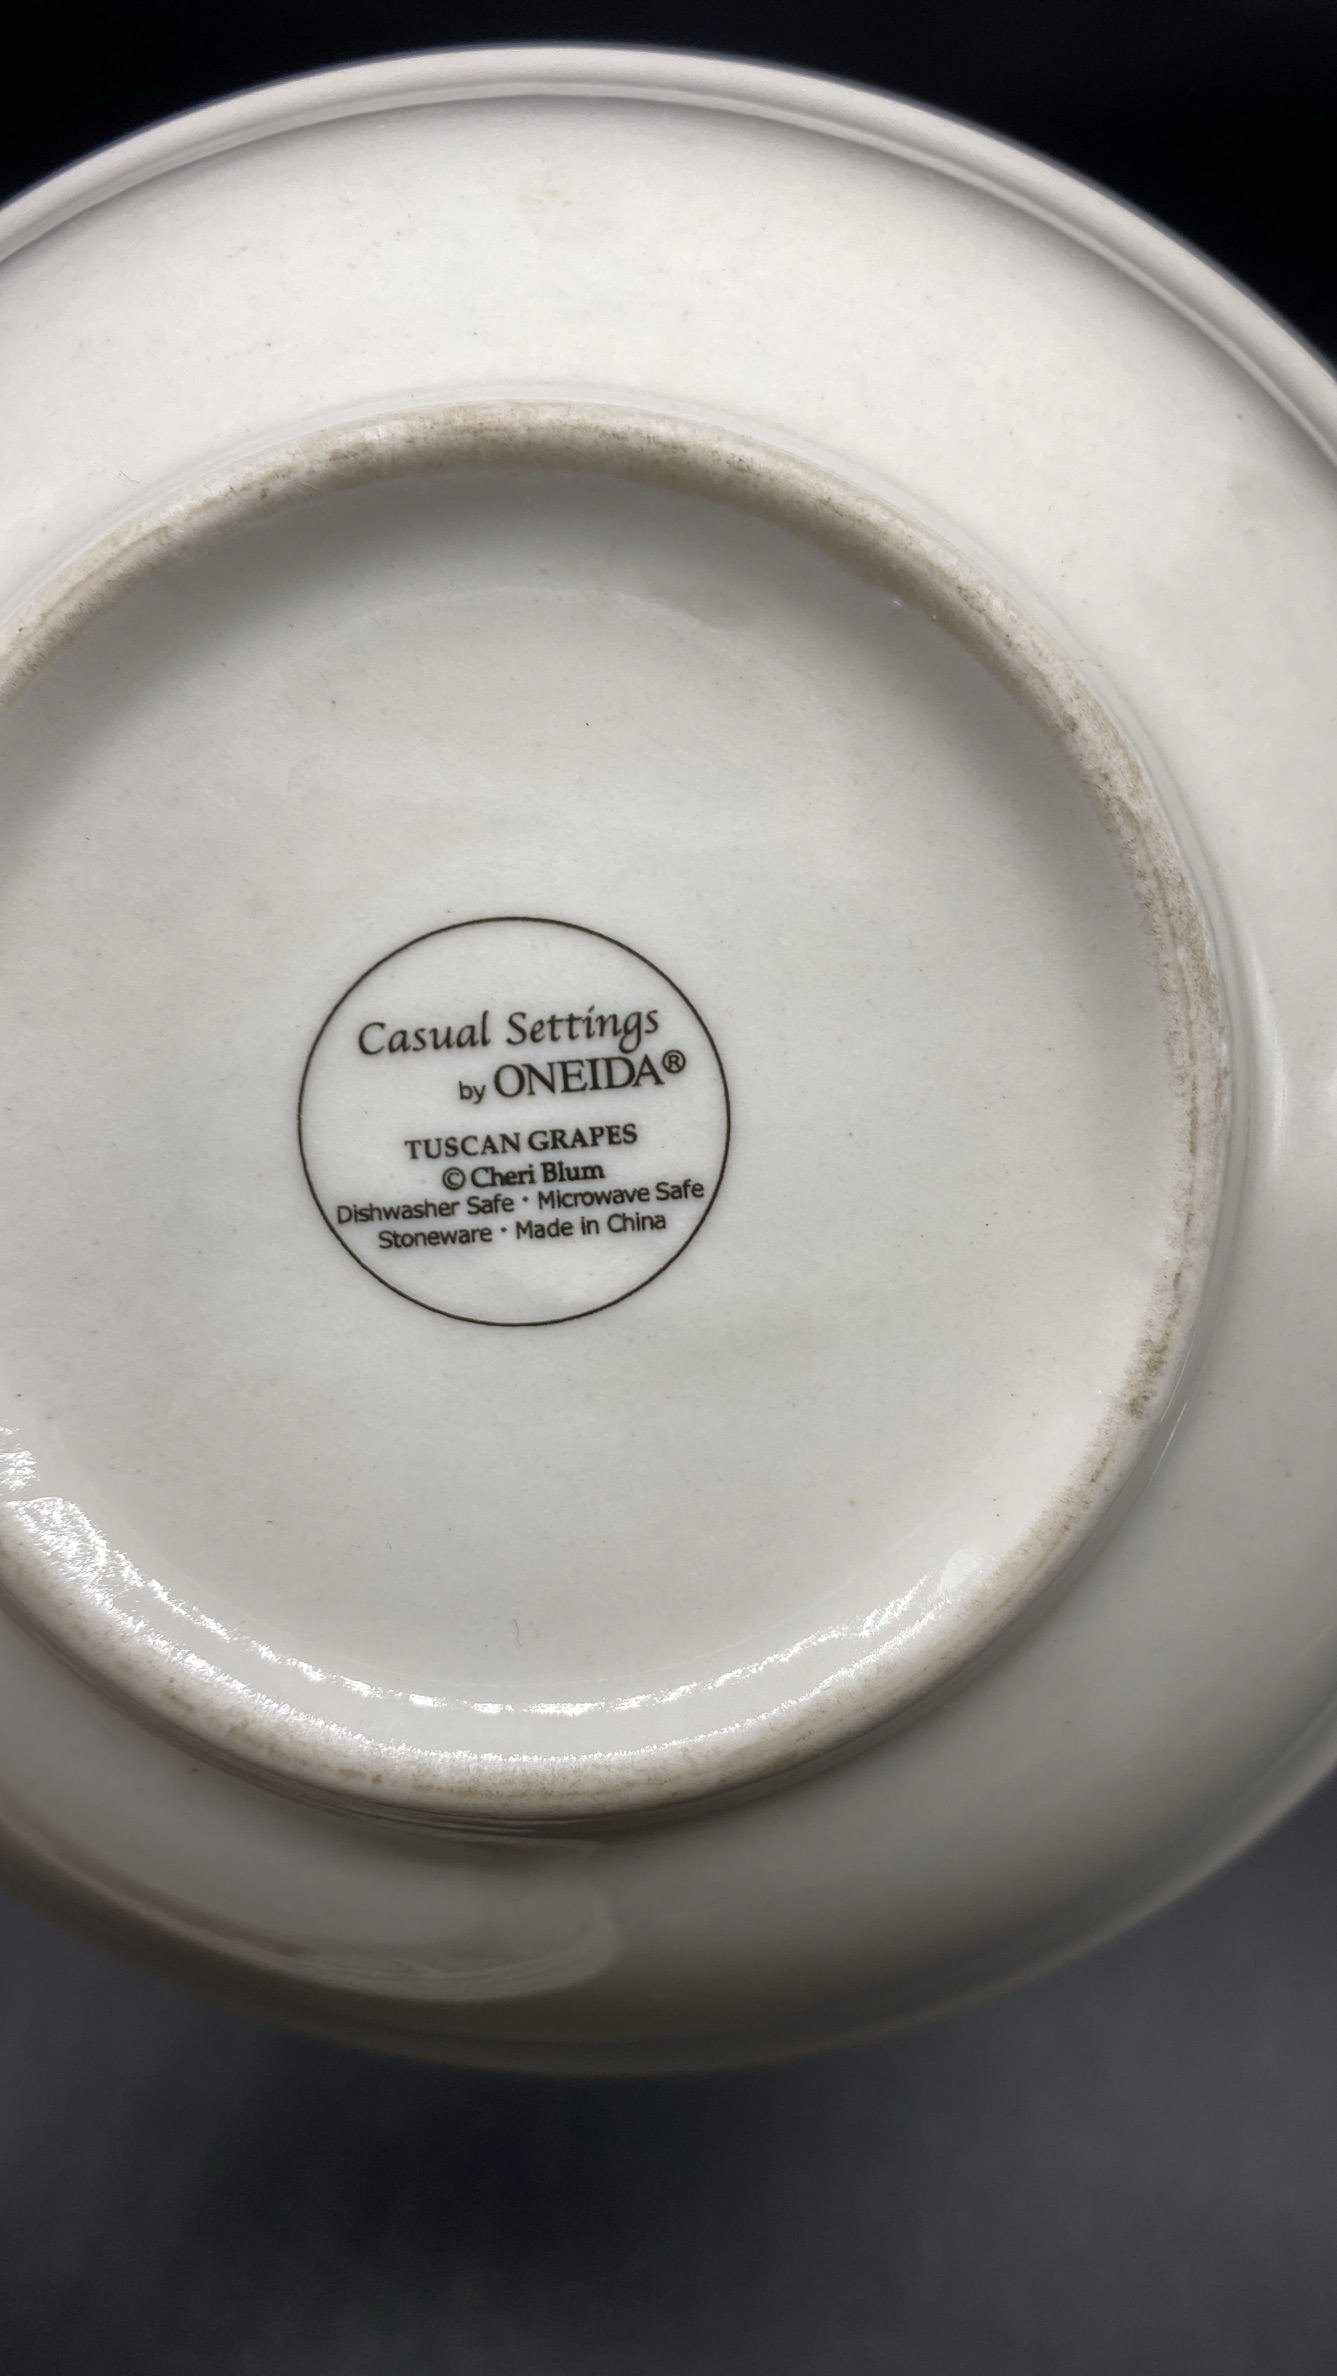 Casual Settings
by ONEIDA®
TUSCAN GRAPES
© Cheri Blum
Dishwasher Safe · Microwave Safe
Stoneware · Made in China